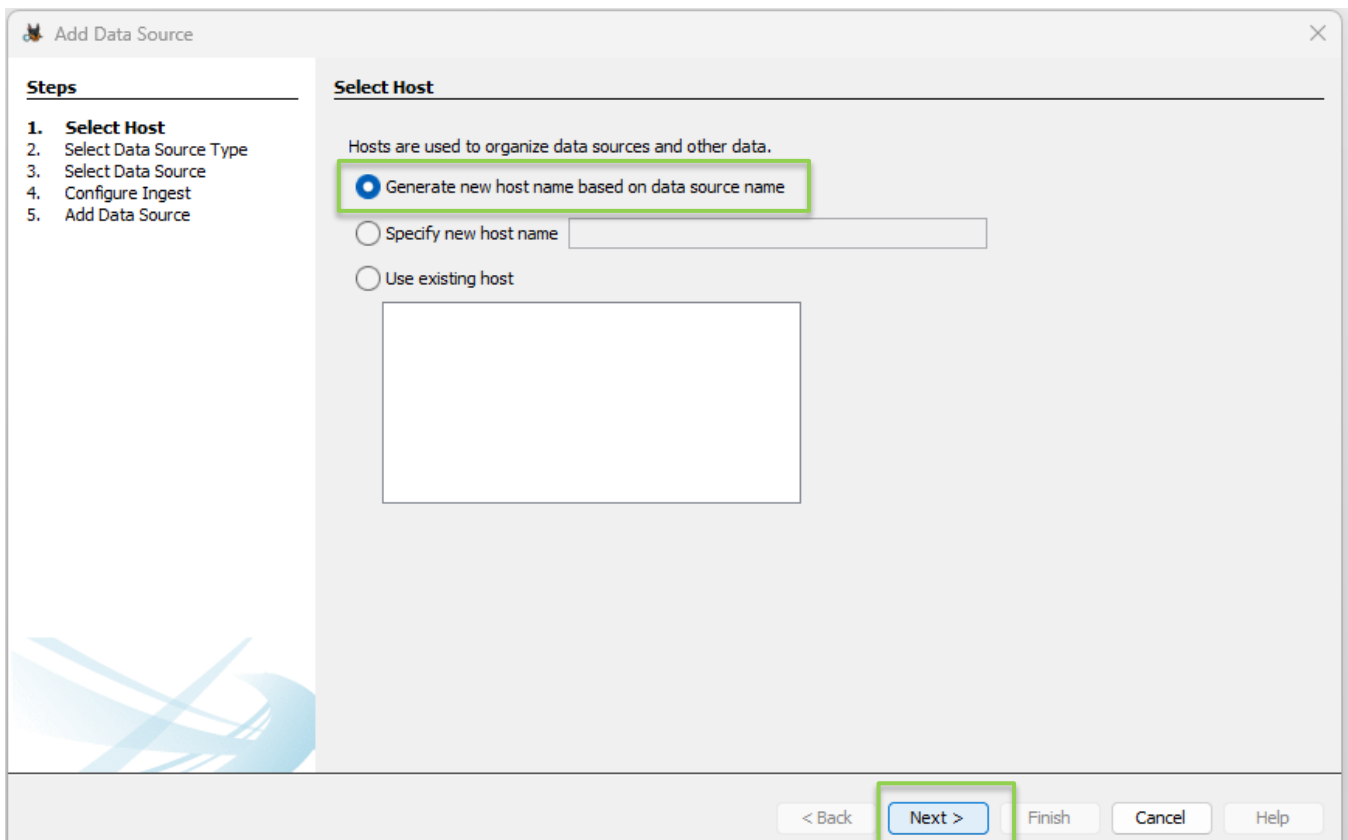 Add Data Source
Steps
1. Select Host
2. Select Data Source Type
3. Select Data Source
4. Configure Ingest
5. Add Data Source
Select Host
Hosts are used to organize data sources and other data.
Generate new host name based on data source name
Specify new host name
Use existing host
< Back Next > Finish Cancel Help